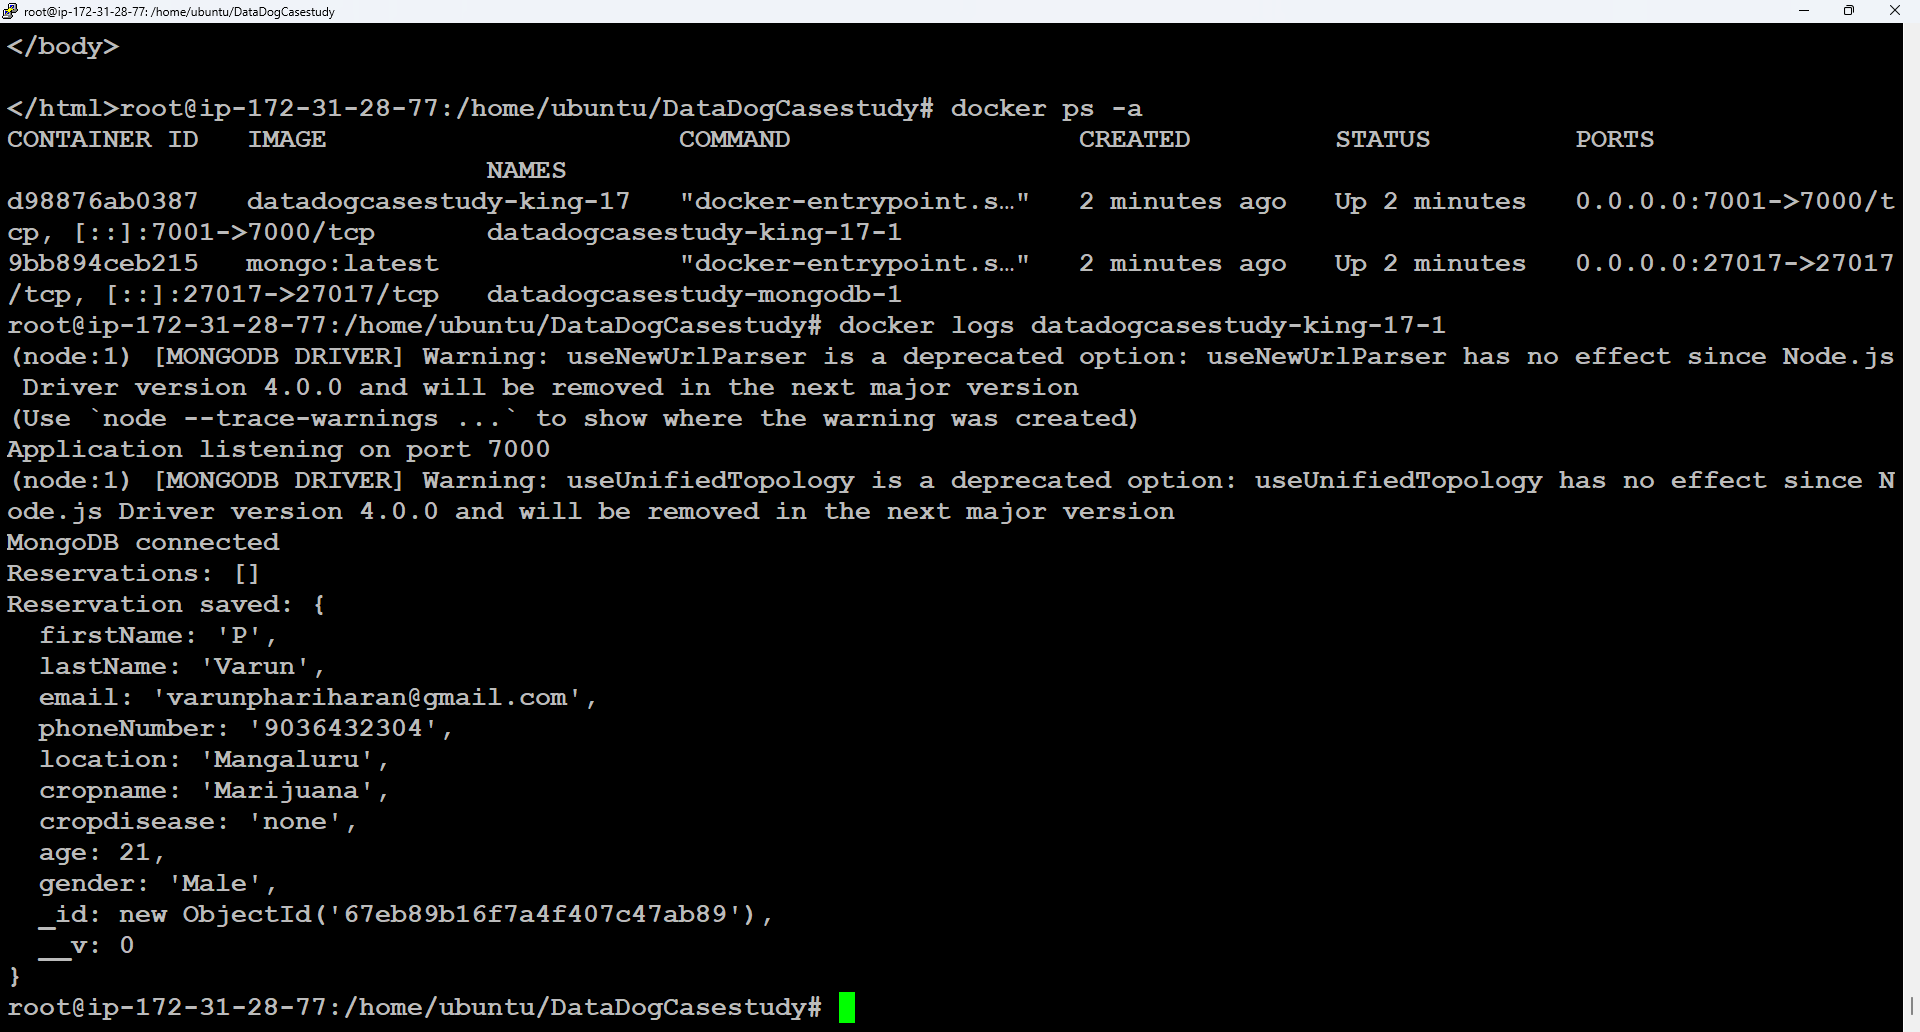 root@ip-172-31-28-77: /home/ubuntu/DataDogCasestudy
</body>
</html>root@ip-172-31-28-77:/home/ubuntu/DataDogCasestudy# docker ps -a
CONTAINER ID   IMAGE                      COMMAND                  CREATED         STATUS         PORTS
                              NAMES
d98876ab0387   datadogcasestudy-king-17   "docker-entrypoint.s…"   2 minutes ago   Up 2 minutes   0.0.0.0:7001->7000/t
cp, [::]:7001->7000/tcp       datadogcasestudy-king-17-1
9bb894ceb215   mongo:latest               "docker-entrypoint.s…"   2 minutes ago   Up 2 minutes   0.0.0.0:27017->27017
/tcp, [::]:27017->27017/tcp   datadogcasestudy-mongodb-1
root@ip-172-31-28-77:/home/ubuntu/DataDogCasestudy# docker logs datadogcasestudy-king-17-1
(node:1) [MONGODB DRIVER] Warning: useNewUrlParser is a deprecated option: useNewUrlParser has no effect since Node.js
 Driver version 4.0.0 and will be removed in the next major version
(Use `node --trace-warnings ...` to show where the warning was created)
Application listening on port 7000
(node:1) [MONGODB DRIVER] Warning: useUnifiedTopology is a deprecated option: useUnifiedTopology has no effect since N
ode.js Driver version 4.0.0 and will be removed in the next major version
MongoDB connected
Reservations: []
Reservation saved: {
  firstName: 'P',
  lastName: 'Varun',
  email: 'varunphariharan@gmail.com',
  phoneNumber: '9036432304',
  location: 'Mangaluru',
  cropname: 'Marijuana',
  cropdisease: 'none',
  age: 21,
  gender: 'Male',
  _id: new ObjectId('67eb89b16f7a4f407c47ab89'),
  __v: 0
}
root@ip-172-31-28-77:/home/ubuntu/DataDogCasestudy#